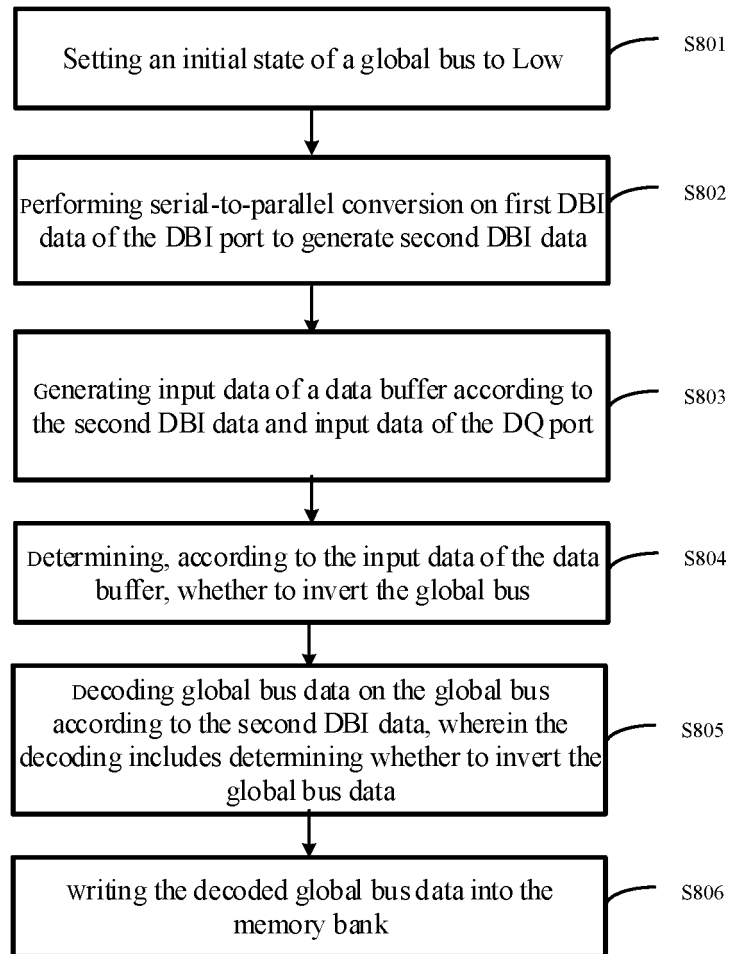 Setting an initial state of a global bus to Low
S801
Performing serial-to-parallel conversion on first DBI
data of the DBI port to generate second DBI data
S802
Generating input data of a data buffer according to
the second DBI data and input data of the DQ port
S803
Determining, according to the input data of the data
buffer, whether to invert the global bus
S804
Decoding global bus data on the global bus
according to the second DBI data, wherein the
decoding includes determining whether to invert the
global bus data
S805
Writing the decoded global bus data into the
memory bank
S806